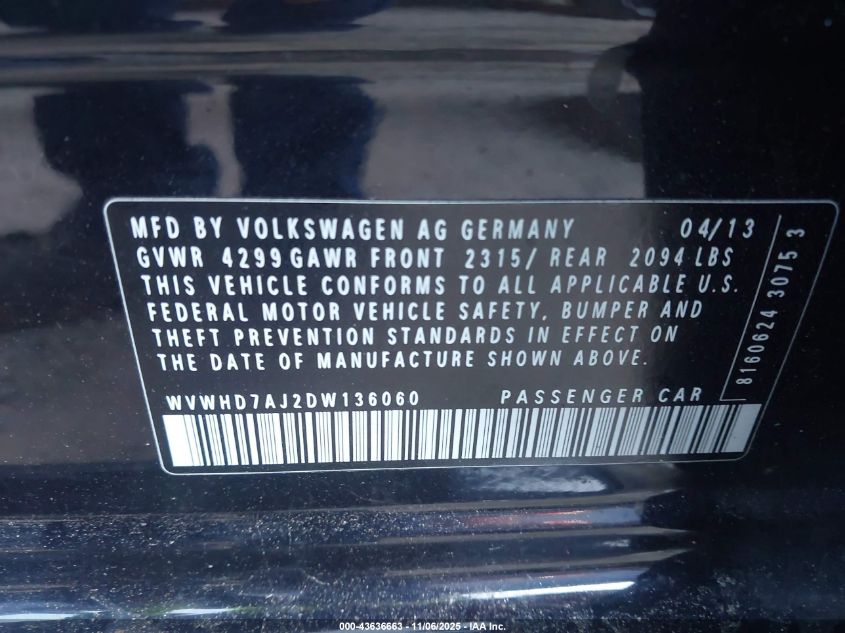 MFD BY VOLKSWAGEN AG GERMANY 04/13
GVWR 4299 GAWR FRONT 2315/ REAR 2094 LBS
THIS VEHICLE CONFORMS TO ALL APPLICABLE U.S.
FEDERAL MOTOR VEHICLE SAFETY, BUMPER AND
THEFT PREVENTION STANDARDS IN EFFECT ON
THE DATE OF MANUFACTURE SHOWN ABOVE.
WVWHD7AJ2DW136060 PASSENGER CAR
8160624 3075 3
000-43636663 - 11/06/2025 - IAA Inc.